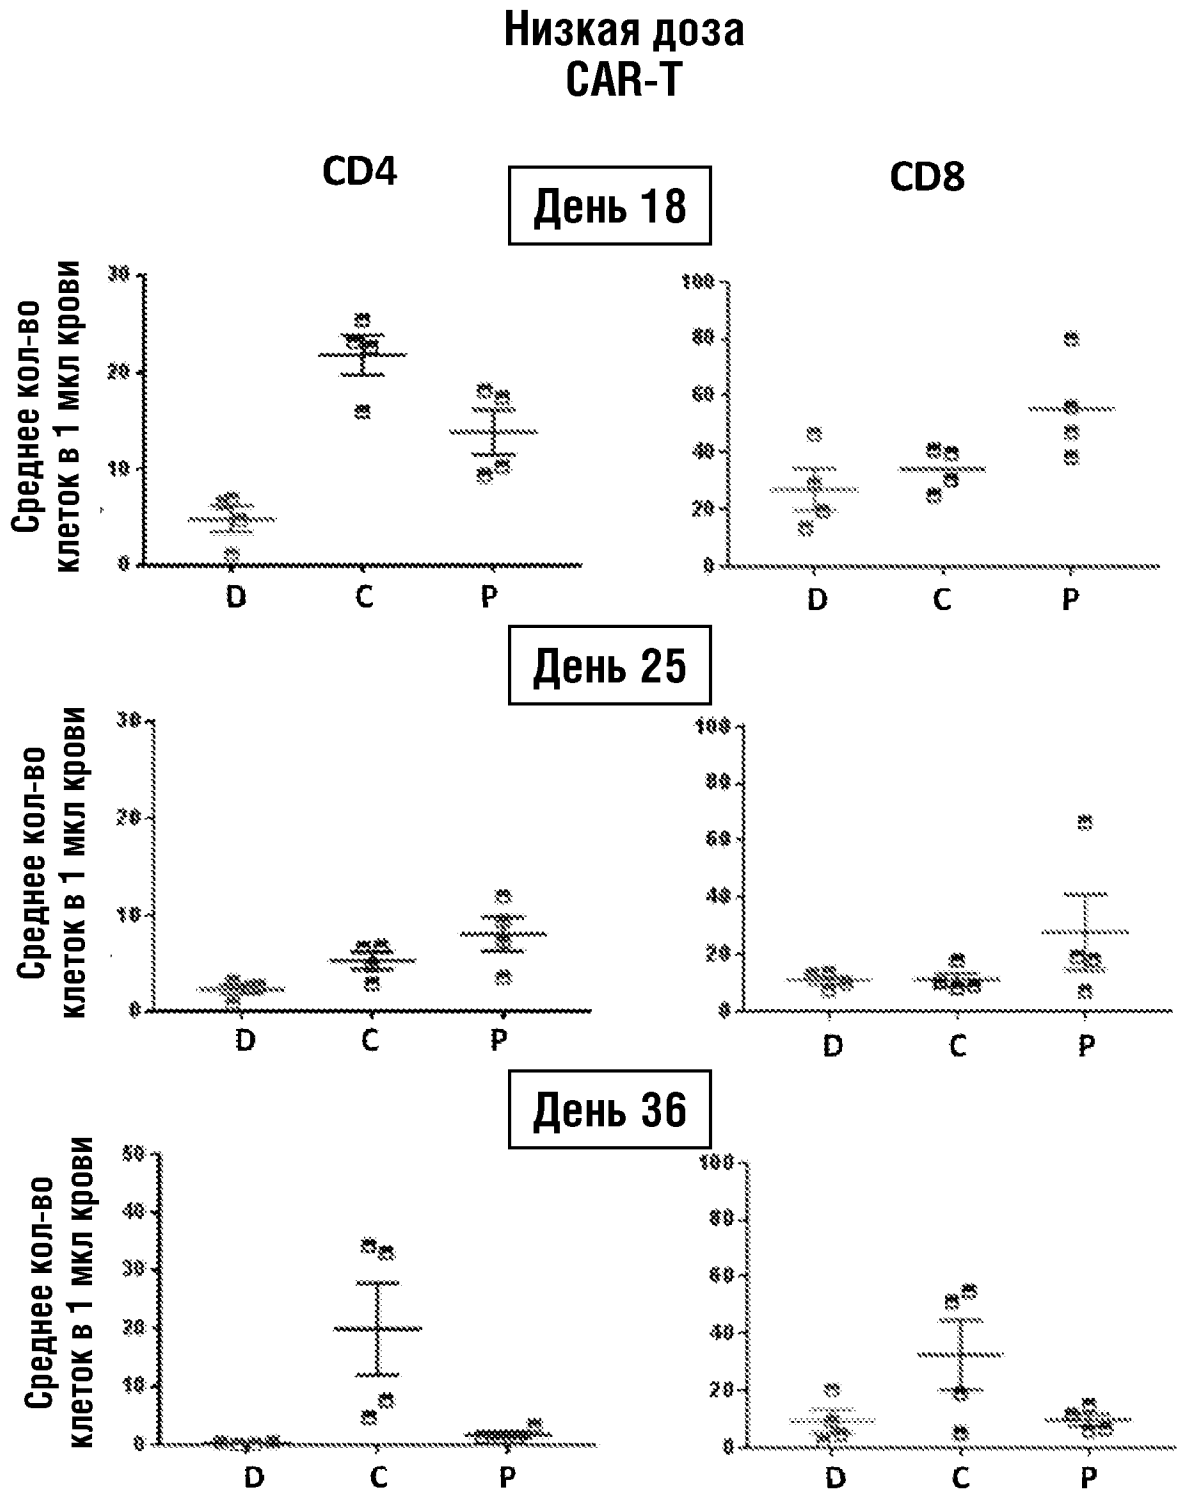 Низкая доза
CAR-T
CD4
CD8
День 18
Среднее кол-во
клеток в 1 мкл крови
30
20
10
0
D C P
100
80
60
40
20
0
D C P
День 25
Среднее кол-во
клеток в 1 мкл крови
30
20
10
0
D C P
100
80
60
40
20
0
D C P
День 36
Среднее кол-во
клеток в 1 мкл крови
50
40
30
20
10
0
D C P
100
80
60
40
20
0
D C P